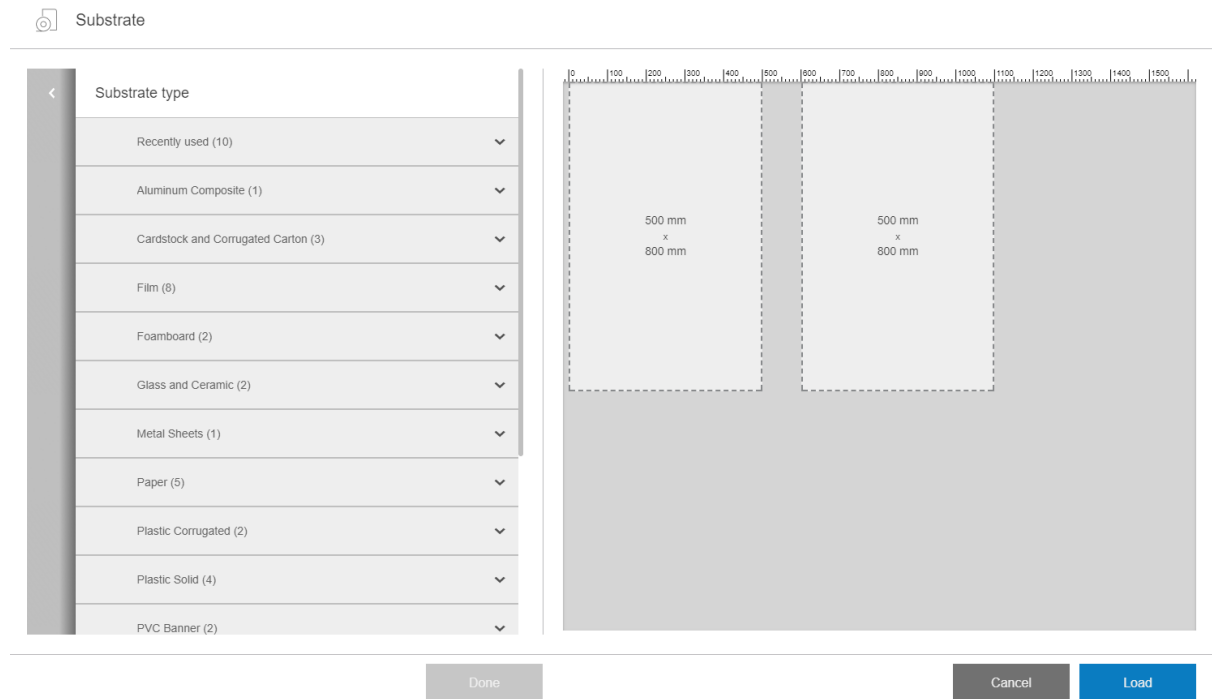 Substrate
Substrate type
Recently used (10)
Aluminum Composite (1)
Cardstock and Corrugated Carton (3)
Film (8)
Foamboard (2)
Glass and Ceramic (2)
Metal Sheets (1)
Paper (5)
Plastic Corrugated (2)
Plastic Solid (4)
PVC Banner (2)
0 100 200 300 400 500 600 700 800 900 1000 1100 1200 1300 1400 1500
500 mm
x
800 mm
500 mm
x
800 mm
Done
Cancel
Load